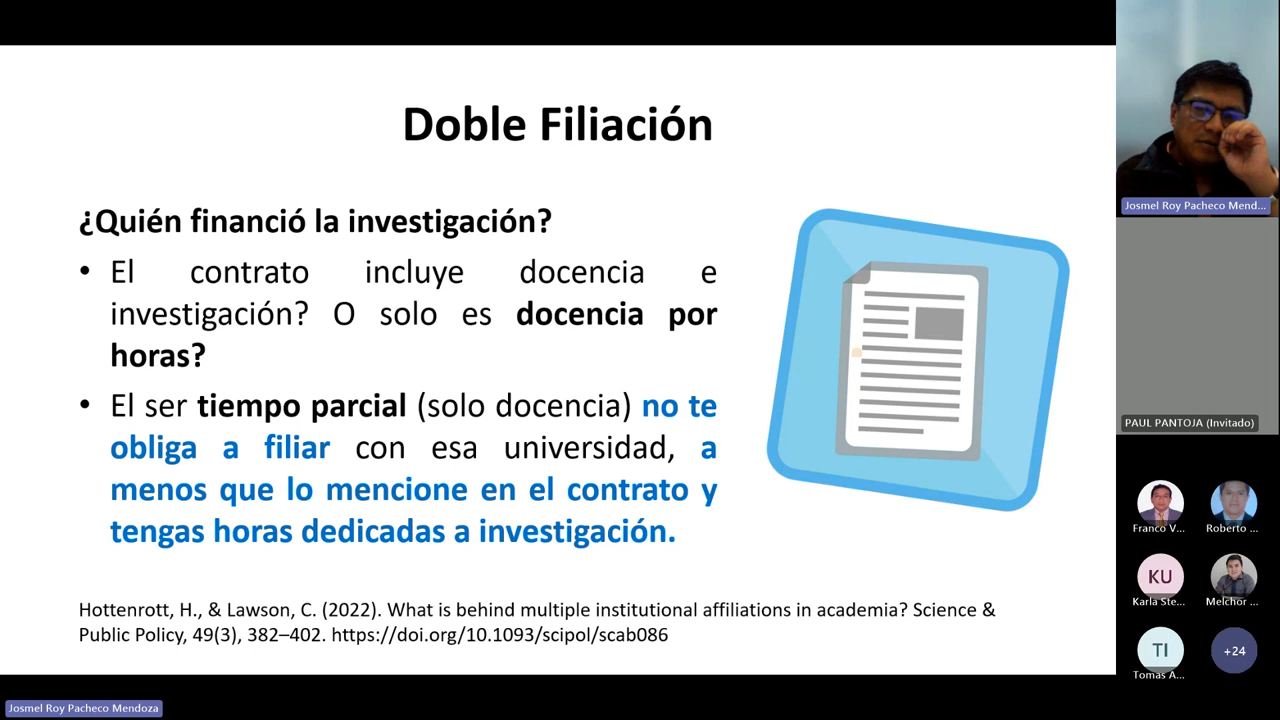 Doble Filiación
¿Quién financió la investigación?
• El contrato incluye docencia e
investigación? O solo es docencia por
horas?
• El ser tiempo parcial (solo docencia) no te
obliga a filiar con esa universidad, a
menos que lo mencione en el contrato y
tengas horas dedicadas a investigación.
Hottenrott, H., & Lawson, C. (2022). What is behind multiple institutional affiliations in academia? Science &
Public Policy, 49(3), 382–402. https://doi.org/10.1093/scipol/scab086
Josmel Roy Pacheco Mend...
PAUL PANTOJA (Invitado)
Franco V...
Roberto ...
KU
Karla Ste...
Melchor ...
TI
Tomas A...
+24
Josmel Roy Pacheco Mendoza